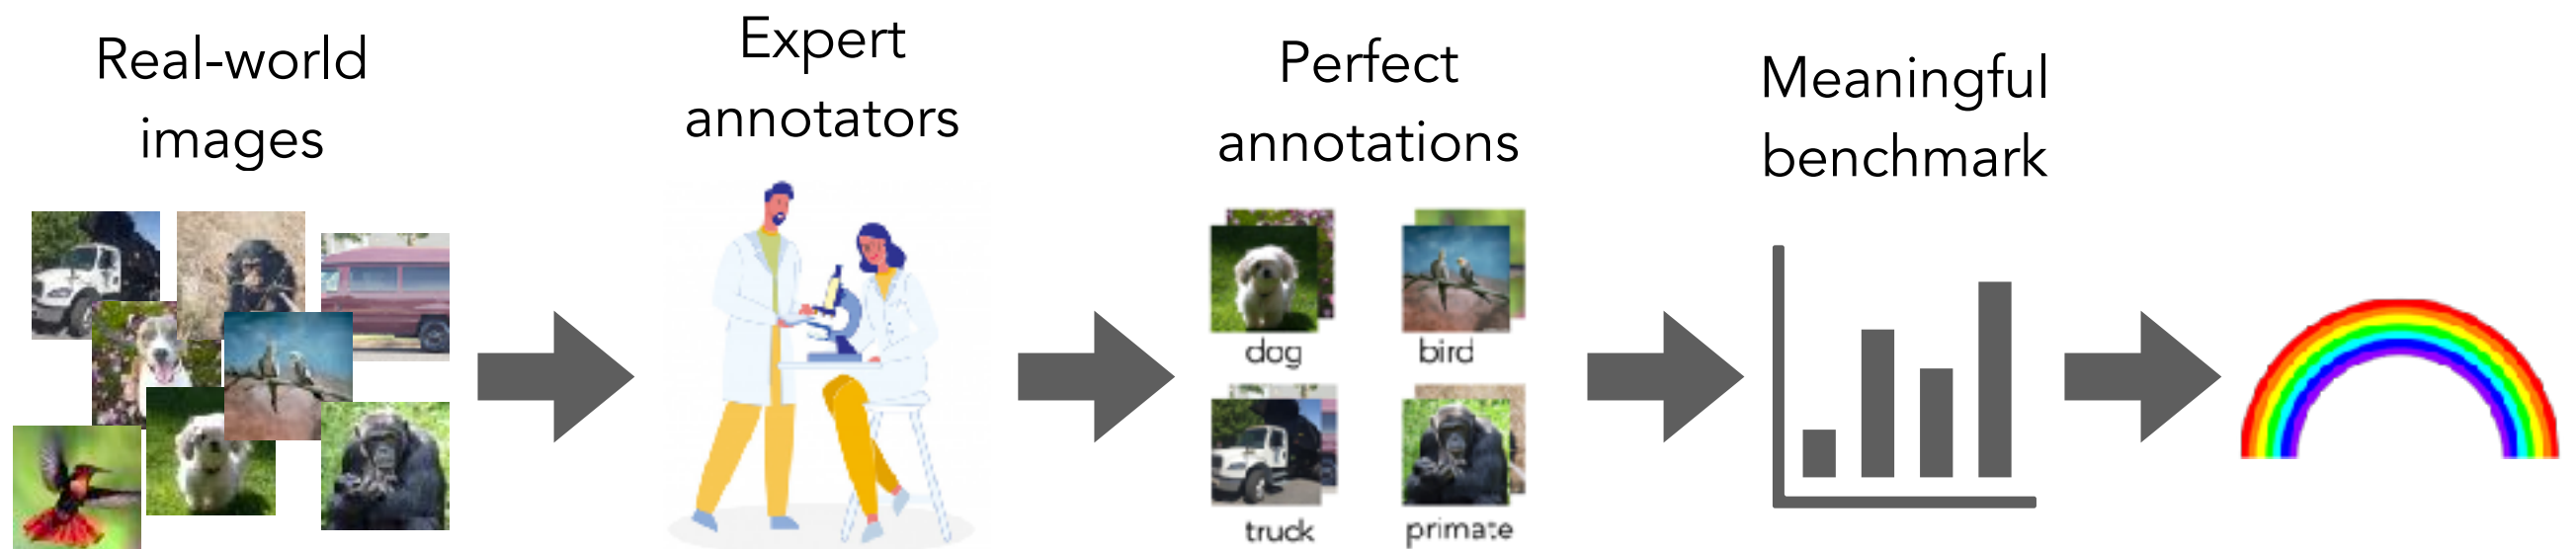 Real-world
images
Expert
annotators
Perfect
annotations
dog
bird
truck
primate
Meaningful
benchmark